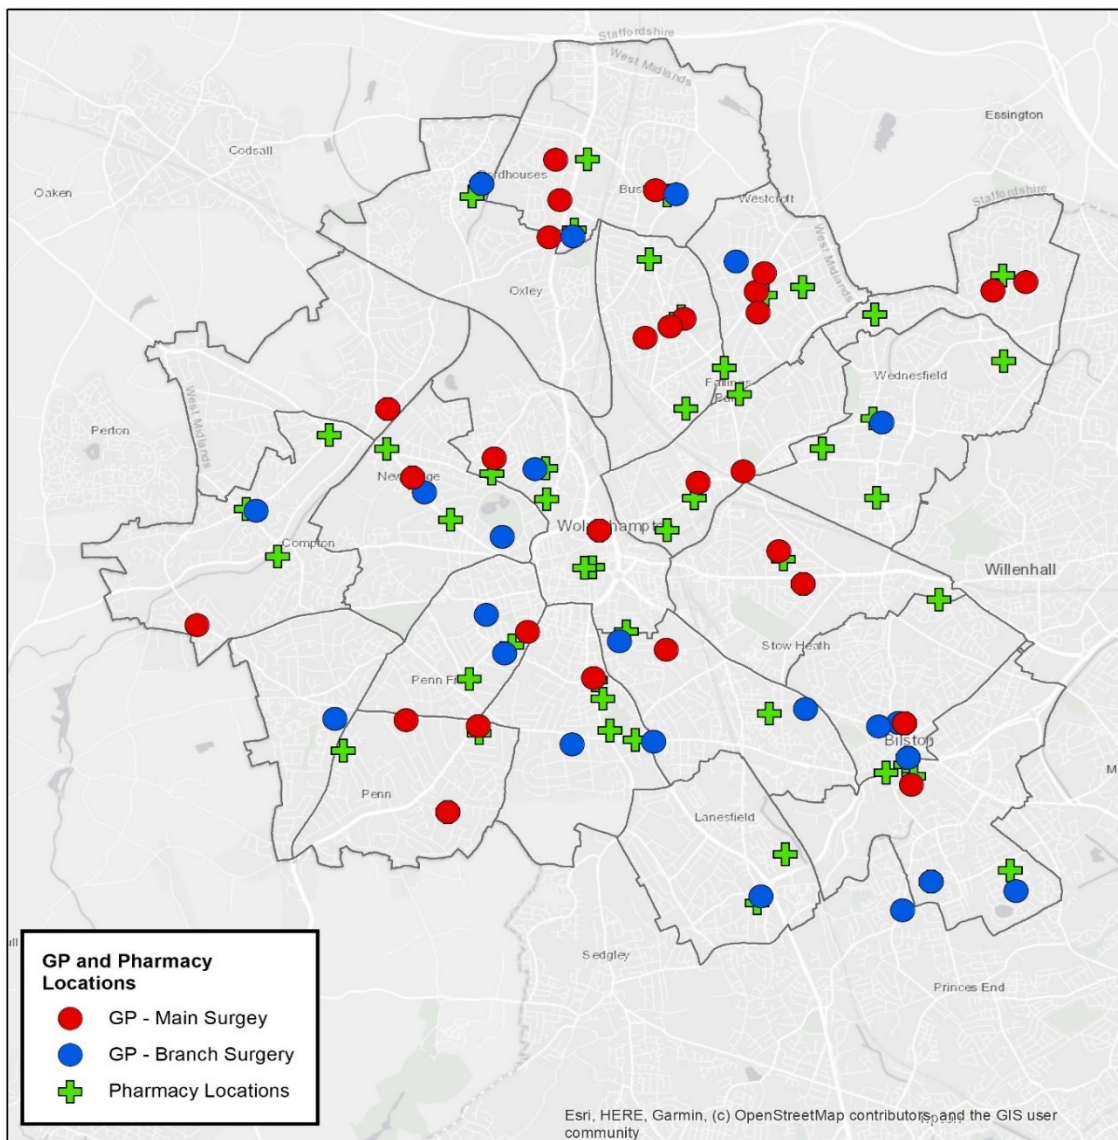 Staffordshire
West Midlands
Essington
Codsall
Oaken
Westcroft
Staffordshire
West Midlands
Oxley
Wednesfield
West Midlands
Perton
Compton
Willenhall
Stow Heath
Bilston
Penn
Lanesfield
Sedgley
Princes End
GP and Pharmacy
Locations
GP - Main Surgey
GP - Branch Surgery
Pharmacy Locations
Esri, HERE, Garmin, (c) OpenStreetMap contributors, and the GIS user
community